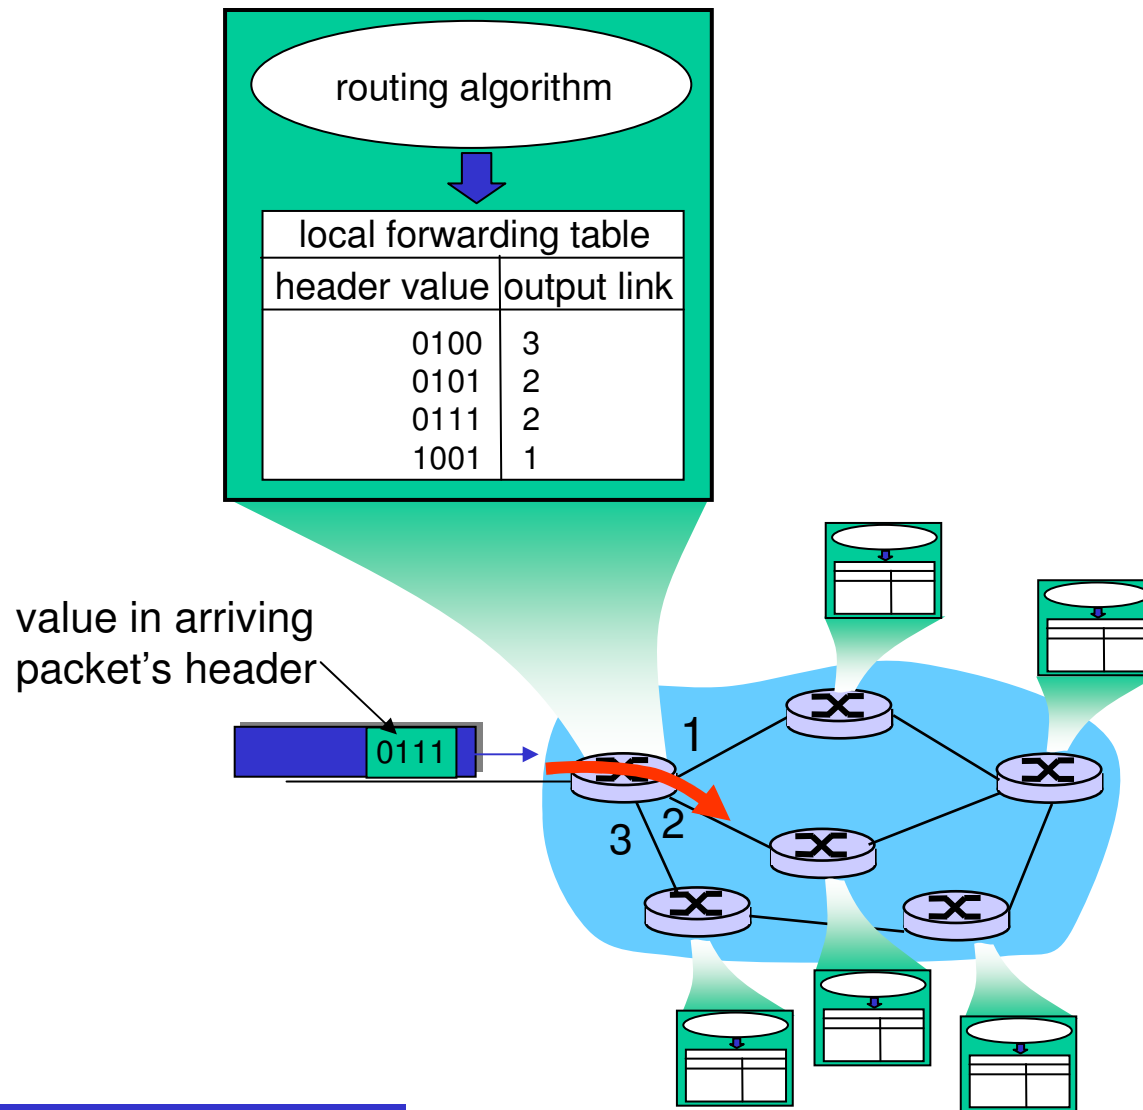 routing algorithm
local forwarding table
header value output link
0100 3
0101 2
0111 2
1001 1
value in arriving
packet's header
0111
1
2
3